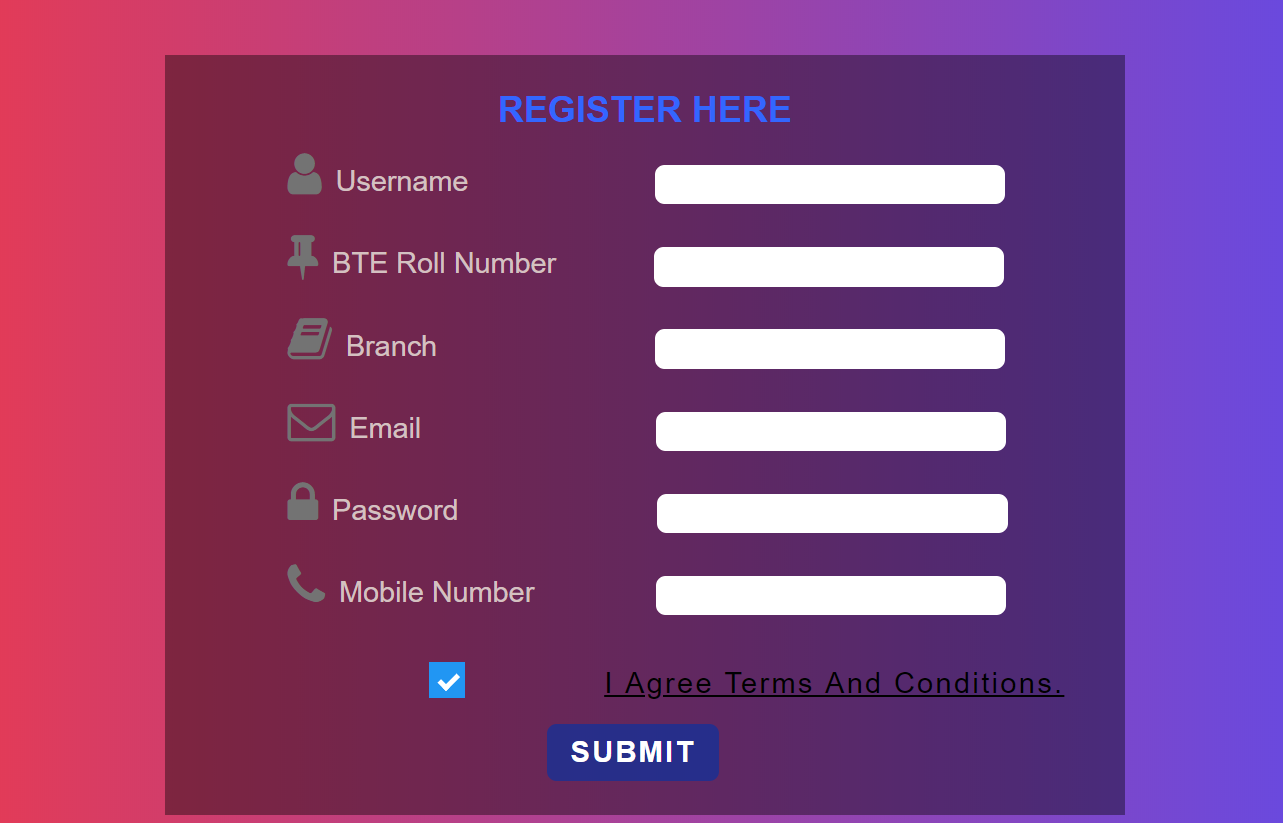 REGISTER HERE
Username
BTE Roll Number
Branch
Email
Password
Mobile Number
I Agree Terms And Conditions.
SUBMIT